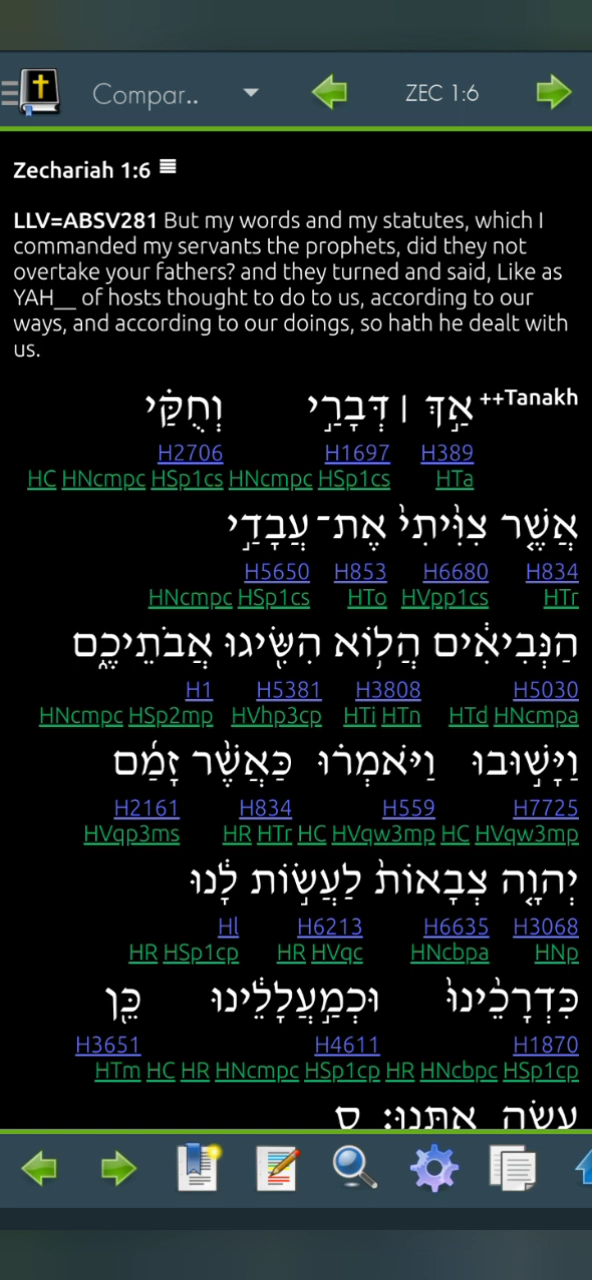 Compar.. ZEC 1:6
Zechariah 1:6
LLV=ABSV281 But my words and my statutes, which I
commanded my servants the prophets, did they not
overtake your fathers? and they turned and said, Like as
YAH__ of hosts thought to do to us, according to our
ways, and according to our doings, so hath he dealt with
us.
++Tanakh אַ֣ךְ ׀ דְּבָרַ֣י וְחֻקַּ֗י
H2706 H1697 H389
HC HNcmpc HSp1cs HNcmpc HSp1cs HTa
אֲשֶׁ֤ר צִוִּ֙יתִי֙ אֶת־ עֲבָדַ֣י
H5650 H853 H6680 H834
HNcmpc HSp1cs HTo HVpp1cs HTr
הַנְּבִיאִ֔ים הֲל֥וֹא הִשִּׂ֖יגוּ אֲבֹתֵיכֶ֑ם
H1 H5381 H3808 H5030
HNcmpc HSp2mp HVhp3cp HTi HTn HTd HNcmpa
וַיָּשׁ֣וּבוּ וַיֹּאמְר֗וּ כַּאֲשֶׁ֨ר זָמַ֜ם
H2161 H834 H559 H7725
HVqp3ms HR HTr HC HVqw3mp HC HVqw3mp
יְהוָ֤ה צְבָאוֹת֙ לַעֲשׂ֣וֹת לָ֔נוּ
Hl H6213 H6635 H3068
HR HSp1cp HR HVqc HNcbpa HNp
כִּדְרָכֵ֙ינוּ֙ וּכְמַ֣עֲלָלֵ֔ינוּ כֵּ֖ן
H3651 H4611 H1870
HTm HC HR HNcmpc HSp1cp HR HNcbpc HSp1cp
עָשָׂ֥ה אִתָּֽנוּ׃ ס